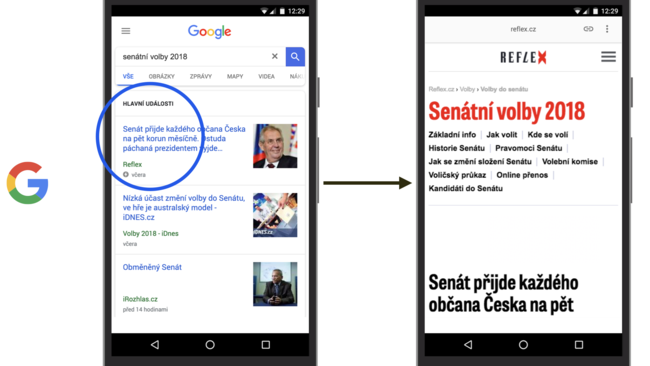 12:29
Google
senátní volby 2018
VŠE OBRÁZKY ZPRÁVY MAPY VIDEA
HLAVNÍ UDÁLOSTI
Senát přijde každého občana Česka
na pět korun měsíčně. Ostuda
páchaná prezidentem vyjde...
Reflex
včera
Nízká účast změní volby do Senátu,
ve hře je australský model -
iDNES.cz
Volby 2018 - iDnes
včera
iDNES.cz
Obměněný Senát
iRozhlas.cz
před 14 hodinami
12:29
reflex.cz
REFLEX
Reflex.cz › Volby › Volby do senátu
Senátní volby 2018
Základní info | Jak volit | Kde se volí
Historie Senátu | Pravomoci Senátu
Jak se změní složení Senátu | Volební komise
Voličský průkaz | Online přenos
Kandidáti do Senátu
Senát přijde každého
občana Česka na pět